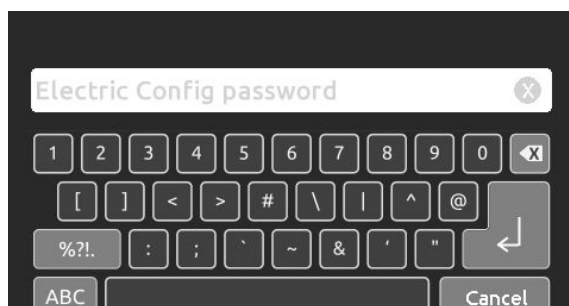 Electric Config password X
1 2 3 4 5 6 7 8 9 0 X
[ ] < > # \ | ^ @
%?!. : ; ` ~ & ' "
ABC Cancel